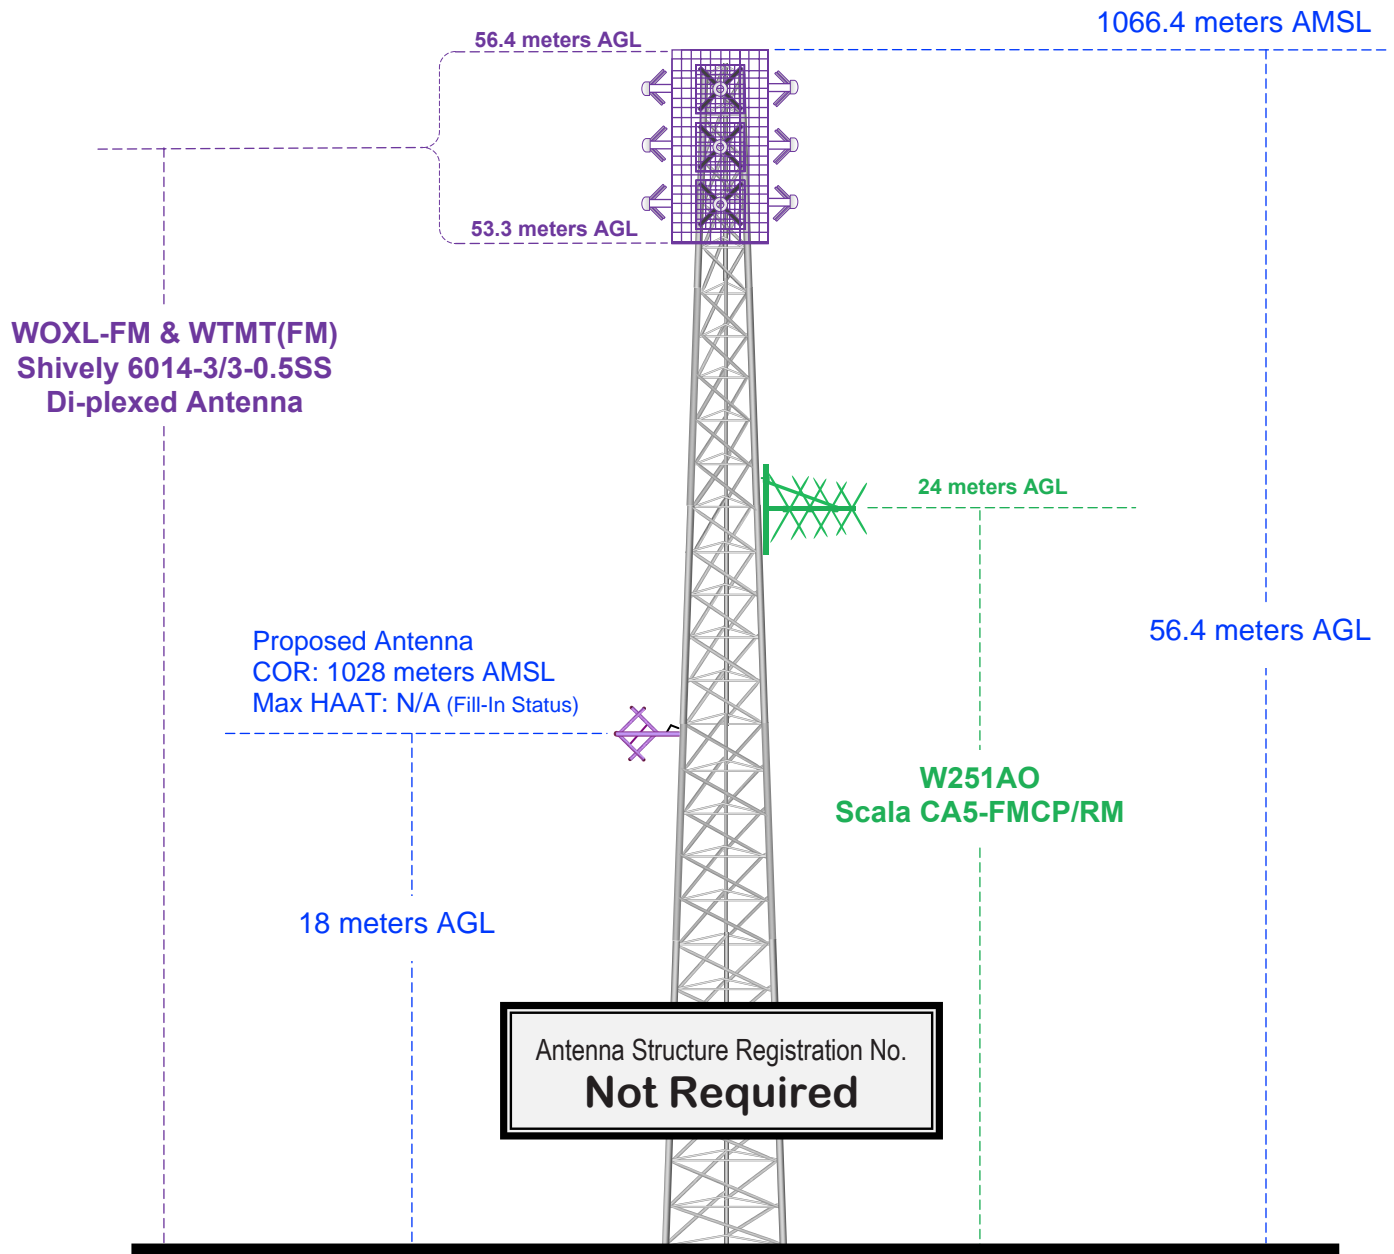 1066.4 meters AMSL
56.4 meters AGL
53.3 meters AGL
WOXL-FM & WTMT(FM)
Shively 6014-3/3-0.5SS
Di-plexed Antenna
24 meters AGL
56.4 meters AGL
Proposed Antenna
COR: 1028 meters AMSL
Max HAAT: N/A (Fill-In Status)
W251AO
Scala CA5-FMCP/RM
18 meters AGL
Antenna Structure Registration No.
Not Required